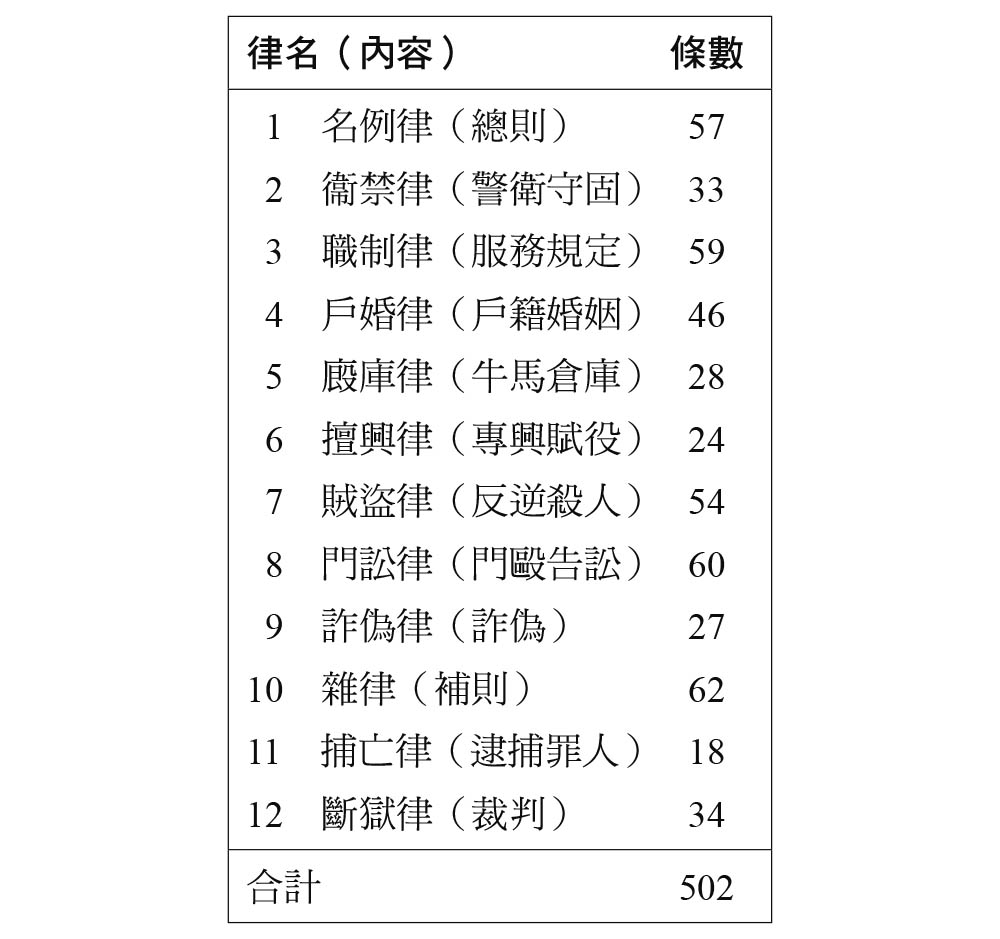 律名（內容） 條數
1 名例律（總則） 57
2 衞禁律（警衛守固） 33
3 職制律（服務規定） 59
4 戶婚律（戶籍婚姻） 46
5 廄庫律（牛馬倉庫） 28
6 擅興律（專興賦役） 24
7 賊盜律（反逆殺人） 54
8 門訟律（門毆告訟） 60
9 詐偽律（詐偽） 27
10 雜律（補則） 62
11 捕亡律（逮捕罪人） 18
12 斷獄律（裁判） 34
合計 502